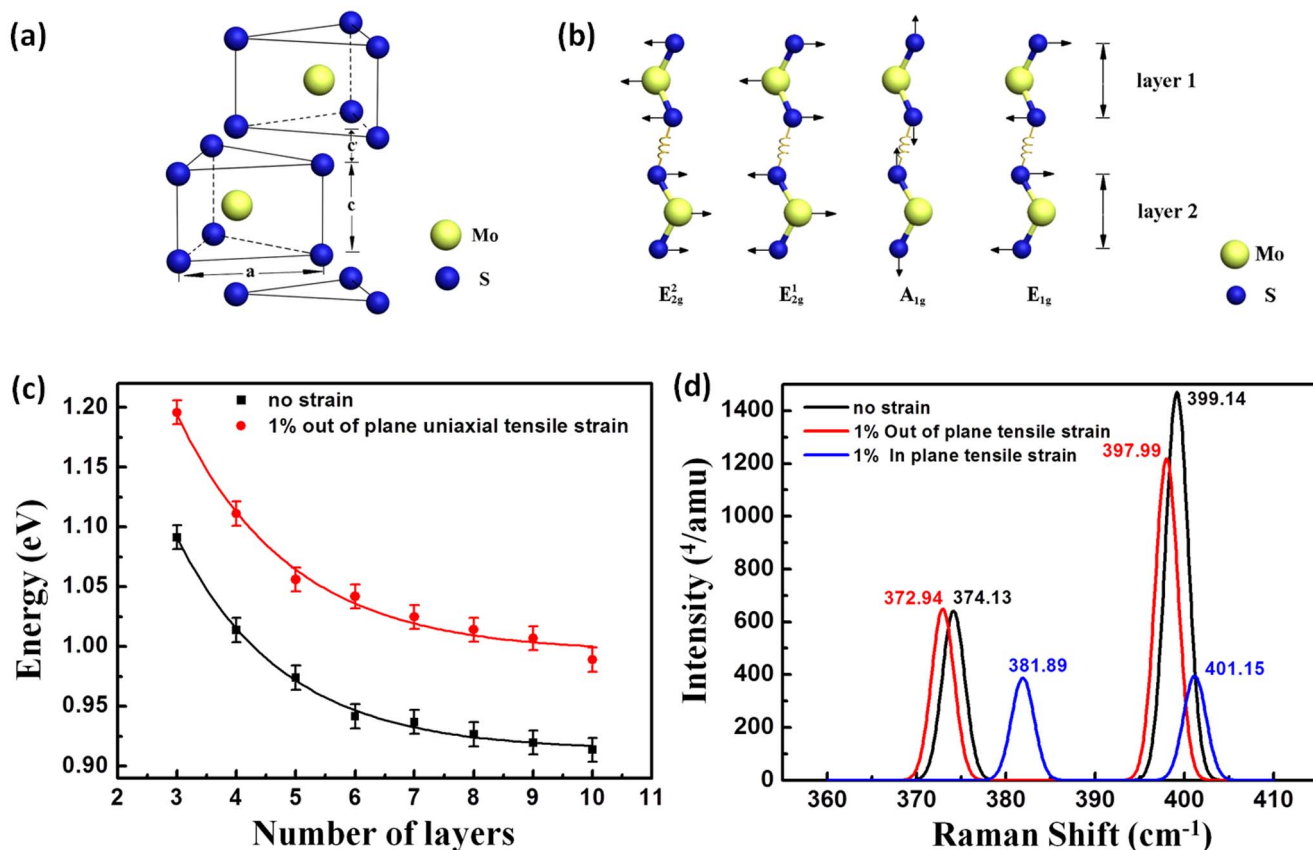 (a)
c'
c
a
Mo
S
(b)
layer 1
layer 2
Mo
S
E²₂g E¹₂g A₁g E₁g
(c)
no strain
1% out of plane uniaxial tensile strain
Energy (eV)
1.20
1.15
1.10
1.05
1.00
0.95
0.90
2 3 4 5 6 7 8 9 10 11
Number of layers
(d)
no strain
1% Out of plane tensile strain
1% In plane tensile strain
399.14
397.99
372.94
374.13
381.89
401.15
Intensity (⁴/amu)
1400
1200
1000
800
600
400
200
0
360 370 380 390 400 410
Raman Shift (cm⁻¹)